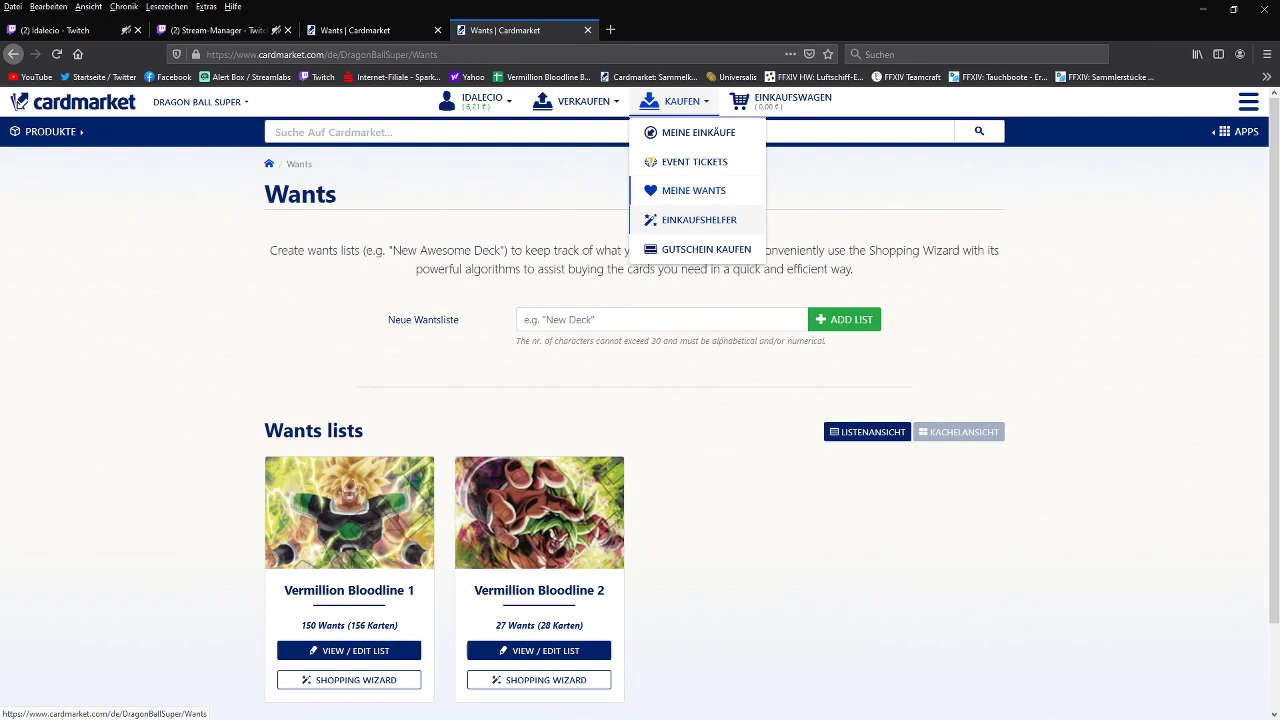 Datei Bearbeiten Ansicht Chronik Lesezeichen Extras Hilfe
(2) Idalecio - Twitch
(2) Stream-Manager - Twitc
Wants | Cardmarket
Wants | Cardmarket
https://www.cardmarket.com/de/DragonBallSuper/Wants
Suchen
YouTube Startseite / Twitter Facebook Alert Box / Streamlabs Twitch Internet-Filiale - Spark... Yahoo Vermillion Bloodline B... Cardmarket: Sammelk... Universalis FFXIV HW: Luftschiff-E... FFXIV Teamcraft FFXIV: Tauchboote - E... FFXIV: Sammlerstücke ...
cardmarket
DRAGON BALL SUPER
IDALECIO
( 6,21 € )
VERKAUFEN
KAUFEN
EINKAUFSWAGEN
( 0,00 € )
PRODUKTE
Suche Auf Cardmarket...
APPS
MEINE EINKÄUFE
EVENT TICKETS
MEINE WANTS
EINKAUFSHELFER
GUTSCHEIN KAUFEN
/ Wants
Wants
Create wants lists (e.g. "New Awesome Deck") to keep track of what y
onveniently use the Shopping Wizard with its
powerful algorithms to assist buying the cards you need in a quick and efficient way.
Neue Wantsliste
e.g. "New Deck"
ADD LIST
The nr. of characters cannot exceed 30 and must be alphabetical and/or numerical.
Wants lists
LISTENANSICHT
KACHELANSICHT
Vermillion Bloodline 1
150 Wants (156 Karten)
VIEW / EDIT LIST
SHOPPING WIZARD
Vermillion Bloodline 2
27 Wants (28 Karten)
VIEW / EDIT LIST
SHOPPING WIZARD
https://www.cardmarket.com/de/DragonBallSuper/Wants